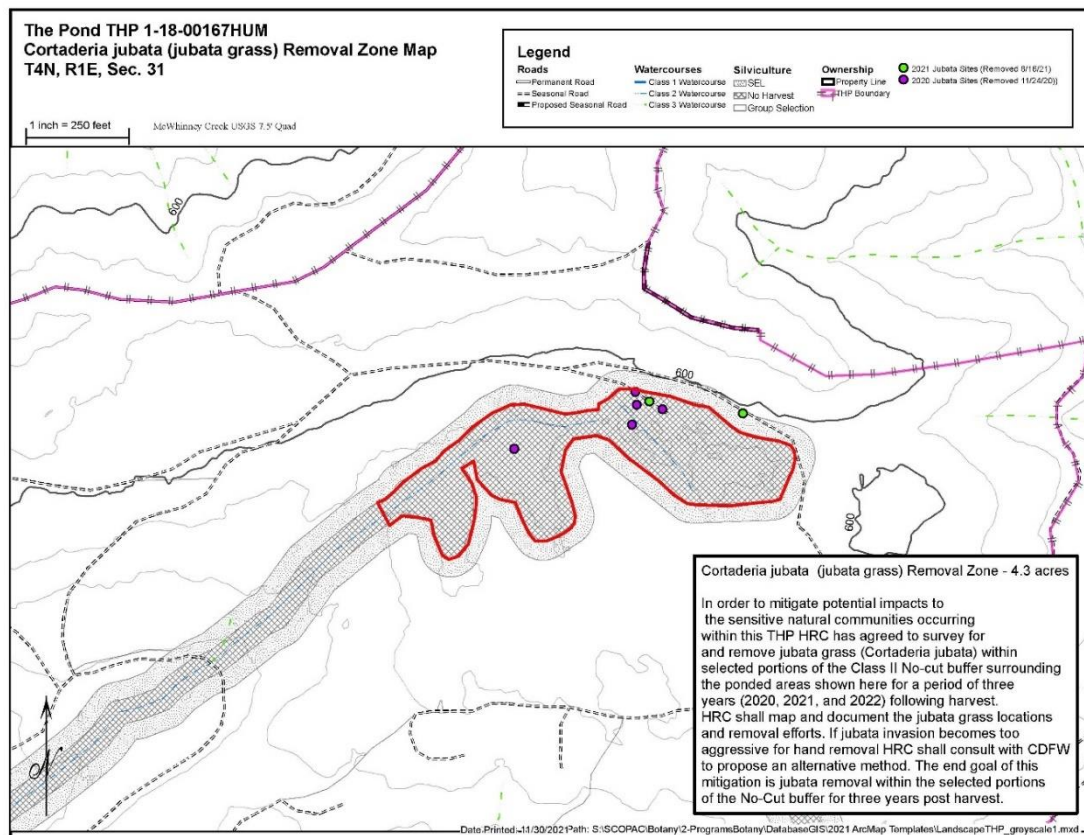 The Pond THP 1-18-00167HUM
Cortaderia jubata (jubata grass) Removal Zone Map
T4N, R1E, Sec. 31
1 inch = 250 feet
McWhinney Creek USGS 7.5' Quad
Legend
Roads
Permanent Road
Seasonal Road
Proposed Seasonal Road
Watercourses
Class 1 Watercourse
Class 2 Watercourse
Class 3 Watercourse
Silviculture
SEL
No Harvest
Group Selection
Ownership
Property Line
THP Boundary
2021 Jubata Sites (Removed 8/16/21)
2020 Jubata Sites (Removed 11/24/20))
600
600
600
N
Cortaderia jubata (jubata grass) Removal Zone - 4.3 acres
In order to mitigate potential impacts to
the sensitive natural communities occurring
within this THP HRC has agreed to survey for
and remove jubata grass (Cortaderia jubata) within
selected portions of the Class II No-cut buffer surrounding
the ponded areas shown here for a period of three
years (2020, 2021, and 2022) following harvest.
HRC shall map and document the jubata grass locations
and removal efforts. If jubata invasion becomes too
aggressive for hand removal HRC shall consult with CDFW
to propose an alternative method. The end goal of this
mitigation is jubata removal within the selected portions
of the No-Cut buffer for three years post harvest.
Date Printed: 11/30/2021Path: S:\SCOPAC\Botany\2-ProgramsBotany\DatabaseGIS\2021 ArcMap Templates\LandscapeTHP_greyscale1.mxd